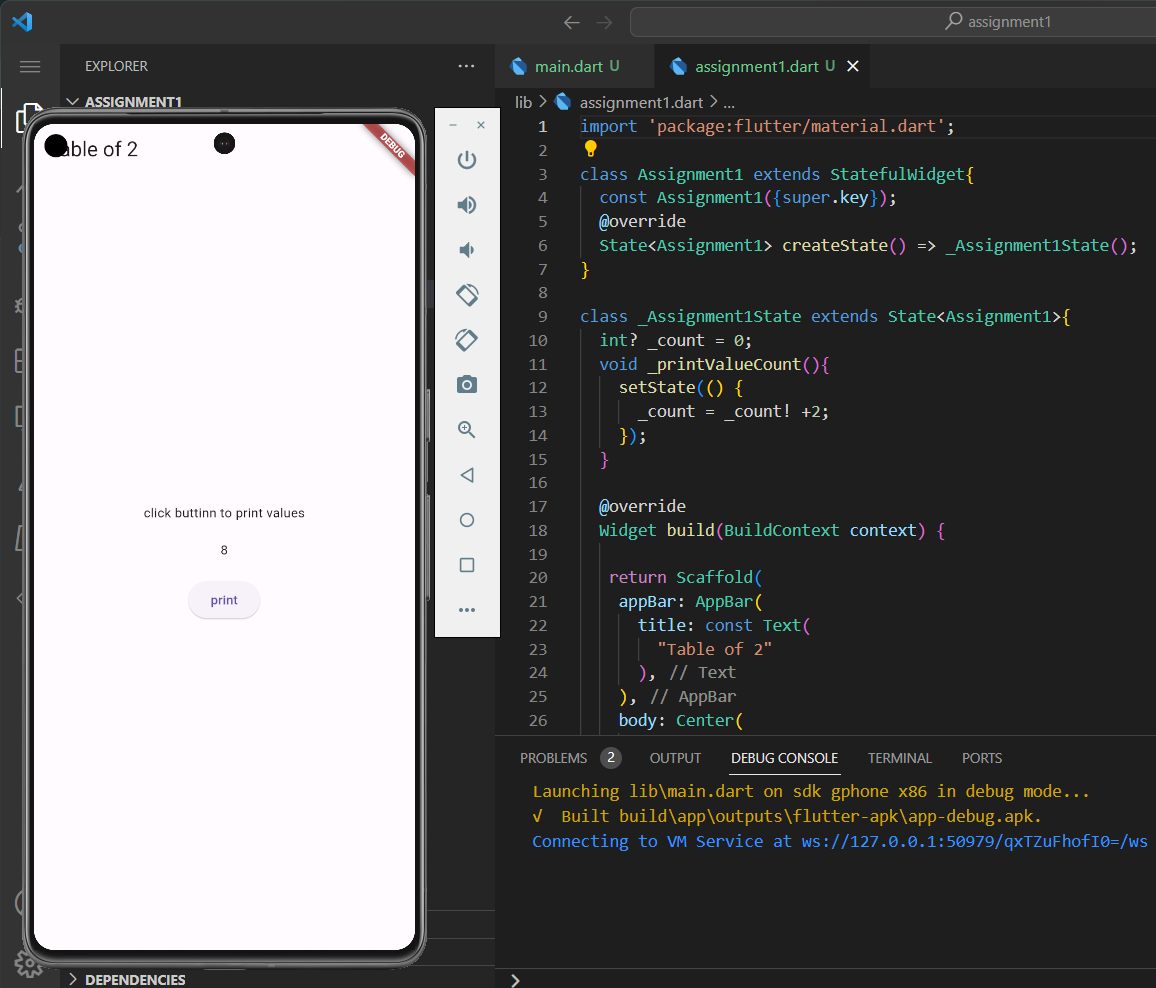 assignment1
EXPLORER
ASSIGNMENT1
DEPENDENCIES
able of 2
DEBUG
click buttinn to print values
8
print
main.dart U
assignment1.dart U
lib > assignment1.dart > ...
1 import 'package:flutter/material.dart';
2
3 class Assignment1 extends StatefulWidget{
4 const Assignment1({super.key});
5 @override
6 State<Assignment1> createState() => _Assignment1State();
7 }
8
9 class _Assignment1State extends State<Assignment1>{
10 int? _count = 0;
11 void _printValueCount(){
12 setState(() {
13 _count = _count! +2;
14 });
15 }
16
17 @override
18 Widget build(BuildContext context) {
19
20 return Scaffold(
21 appBar: AppBar(
22 title: const Text(
23 "Table of 2"
24 ), // Text
25 ), // AppBar
26 body: Center(
PROBLEMS 2 OUTPUT DEBUG CONSOLE TERMINAL PORTS
Launching lib\main.dart on sdk gphone x86 in debug mode...
√ Built build\app\outputs\flutter-apk\app-debug.apk.
Connecting to VM Service at ws://127.0.0.1:50979/qxTZuFhofI0=/ws